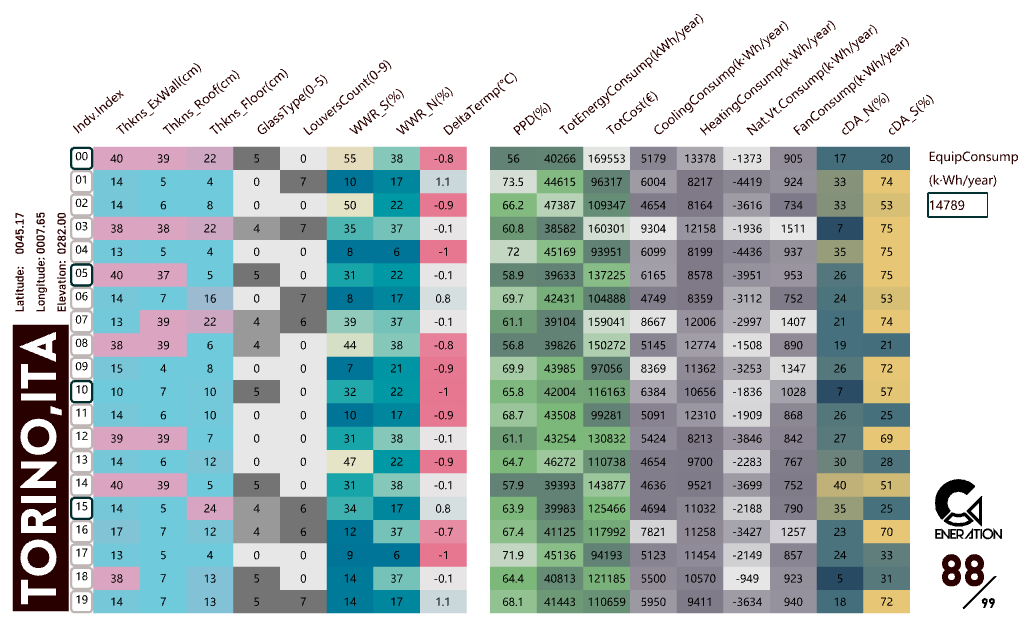 Indv.Index Thkns_ExWall(cm) Thkns_Roof(cm) Thkns_Floor(cm) GlassType(0-5) LouversCount(0-9) WWR_S(%) WWR_N(%) DeltaTermp(°C) PPD(%) TotEnergyConsump(kWh/year) TotCost(€) CoolingConsump(k·Wh/year) HeatingConsump(k·Wh/year) Nat.Vt.Consump(k·Wh/year) FanConsump(k·Wh/year) cDA_N(%) cDA_S(%)
00 40 39 22 5 0 55 38 -0.8 56 40266 169553 5179 13378 -1373 905 17 20
01 14 5 4 0 7 10 17 1.1 73.5 44615 96317 6004 8217 -4419 924 33 74
02 14 6 8 0 0 50 22 -0.9 66.2 47387 109347 4654 8164 -3616 734 33 53
03 38 38 22 4 7 35 37 -0.1 60.8 38582 160301 9304 12158 -1936 1511 7 75
04 13 5 4 0 0 8 6 -1 72 45169 93951 6099 8199 -4436 937 35 75
05 40 37 5 5 0 31 22 -0.1 58.9 39633 137225 6165 8578 -3951 953 26 75
06 14 7 16 0 7 8 17 0.8 69.7 42431 104888 4749 8359 -3112 752 24 53
07 13 39 22 4 6 39 37 -0.1 61.1 39104 159041 8667 12006 -2997 1407 21 74
08 38 39 6 4 0 44 38 -0.8 56.8 39826 150272 5145 12774 -1508 890 19 21
09 15 4 8 0 0 7 21 -0.9 69.9 43985 97056 8369 11362 -3253 1347 26 72
10 10 7 10 5 0 32 22 -1 65.8 42004 116163 6384 10656 -1836 1028 7 57
11 14 6 10 0 0 10 17 -0.9 68.7 43508 99281 5091 12310 -1909 868 26 25
12 39 39 7 0 0 31 38 -0.1 61.1 43254 130832 5424 8213 -3846 842 27 69
13 14 6 12 0 0 47 22 -0.9 64.7 46272 110738 4654 9700 -2283 767 30 28
14 40 39 5 5 0 31 38 -0.1 57.9 39393 143877 4636 9521 -3699 752 40 51
15 14 5 24 4 6 34 17 0.8 63.9 39983 125466 4694 11032 -2188 790 35 25
16 17 7 12 4 6 12 37 -0.7 67.4 41125 117992 7821 11258 -3427 1257 23 70
17 13 5 4 0 0 9 6 -1 71.9 45136 94193 5123 11454 -2149 857 24 33
18 38 7 13 5 0 14 37 -0.1 64.4 40813 121185 5500 10570 -949 923 5 31
19 14 7 13 5 7 14 17 1.1 68.1 41443 110659 5950 9411 -3634 940 18 72
Latitude: 0045.17
Longitude: 0007.65
Elevation: 0282.00
TORINO,ITA
EquipConsump
(k·Wh/year)
14789
ENERATION
88/99